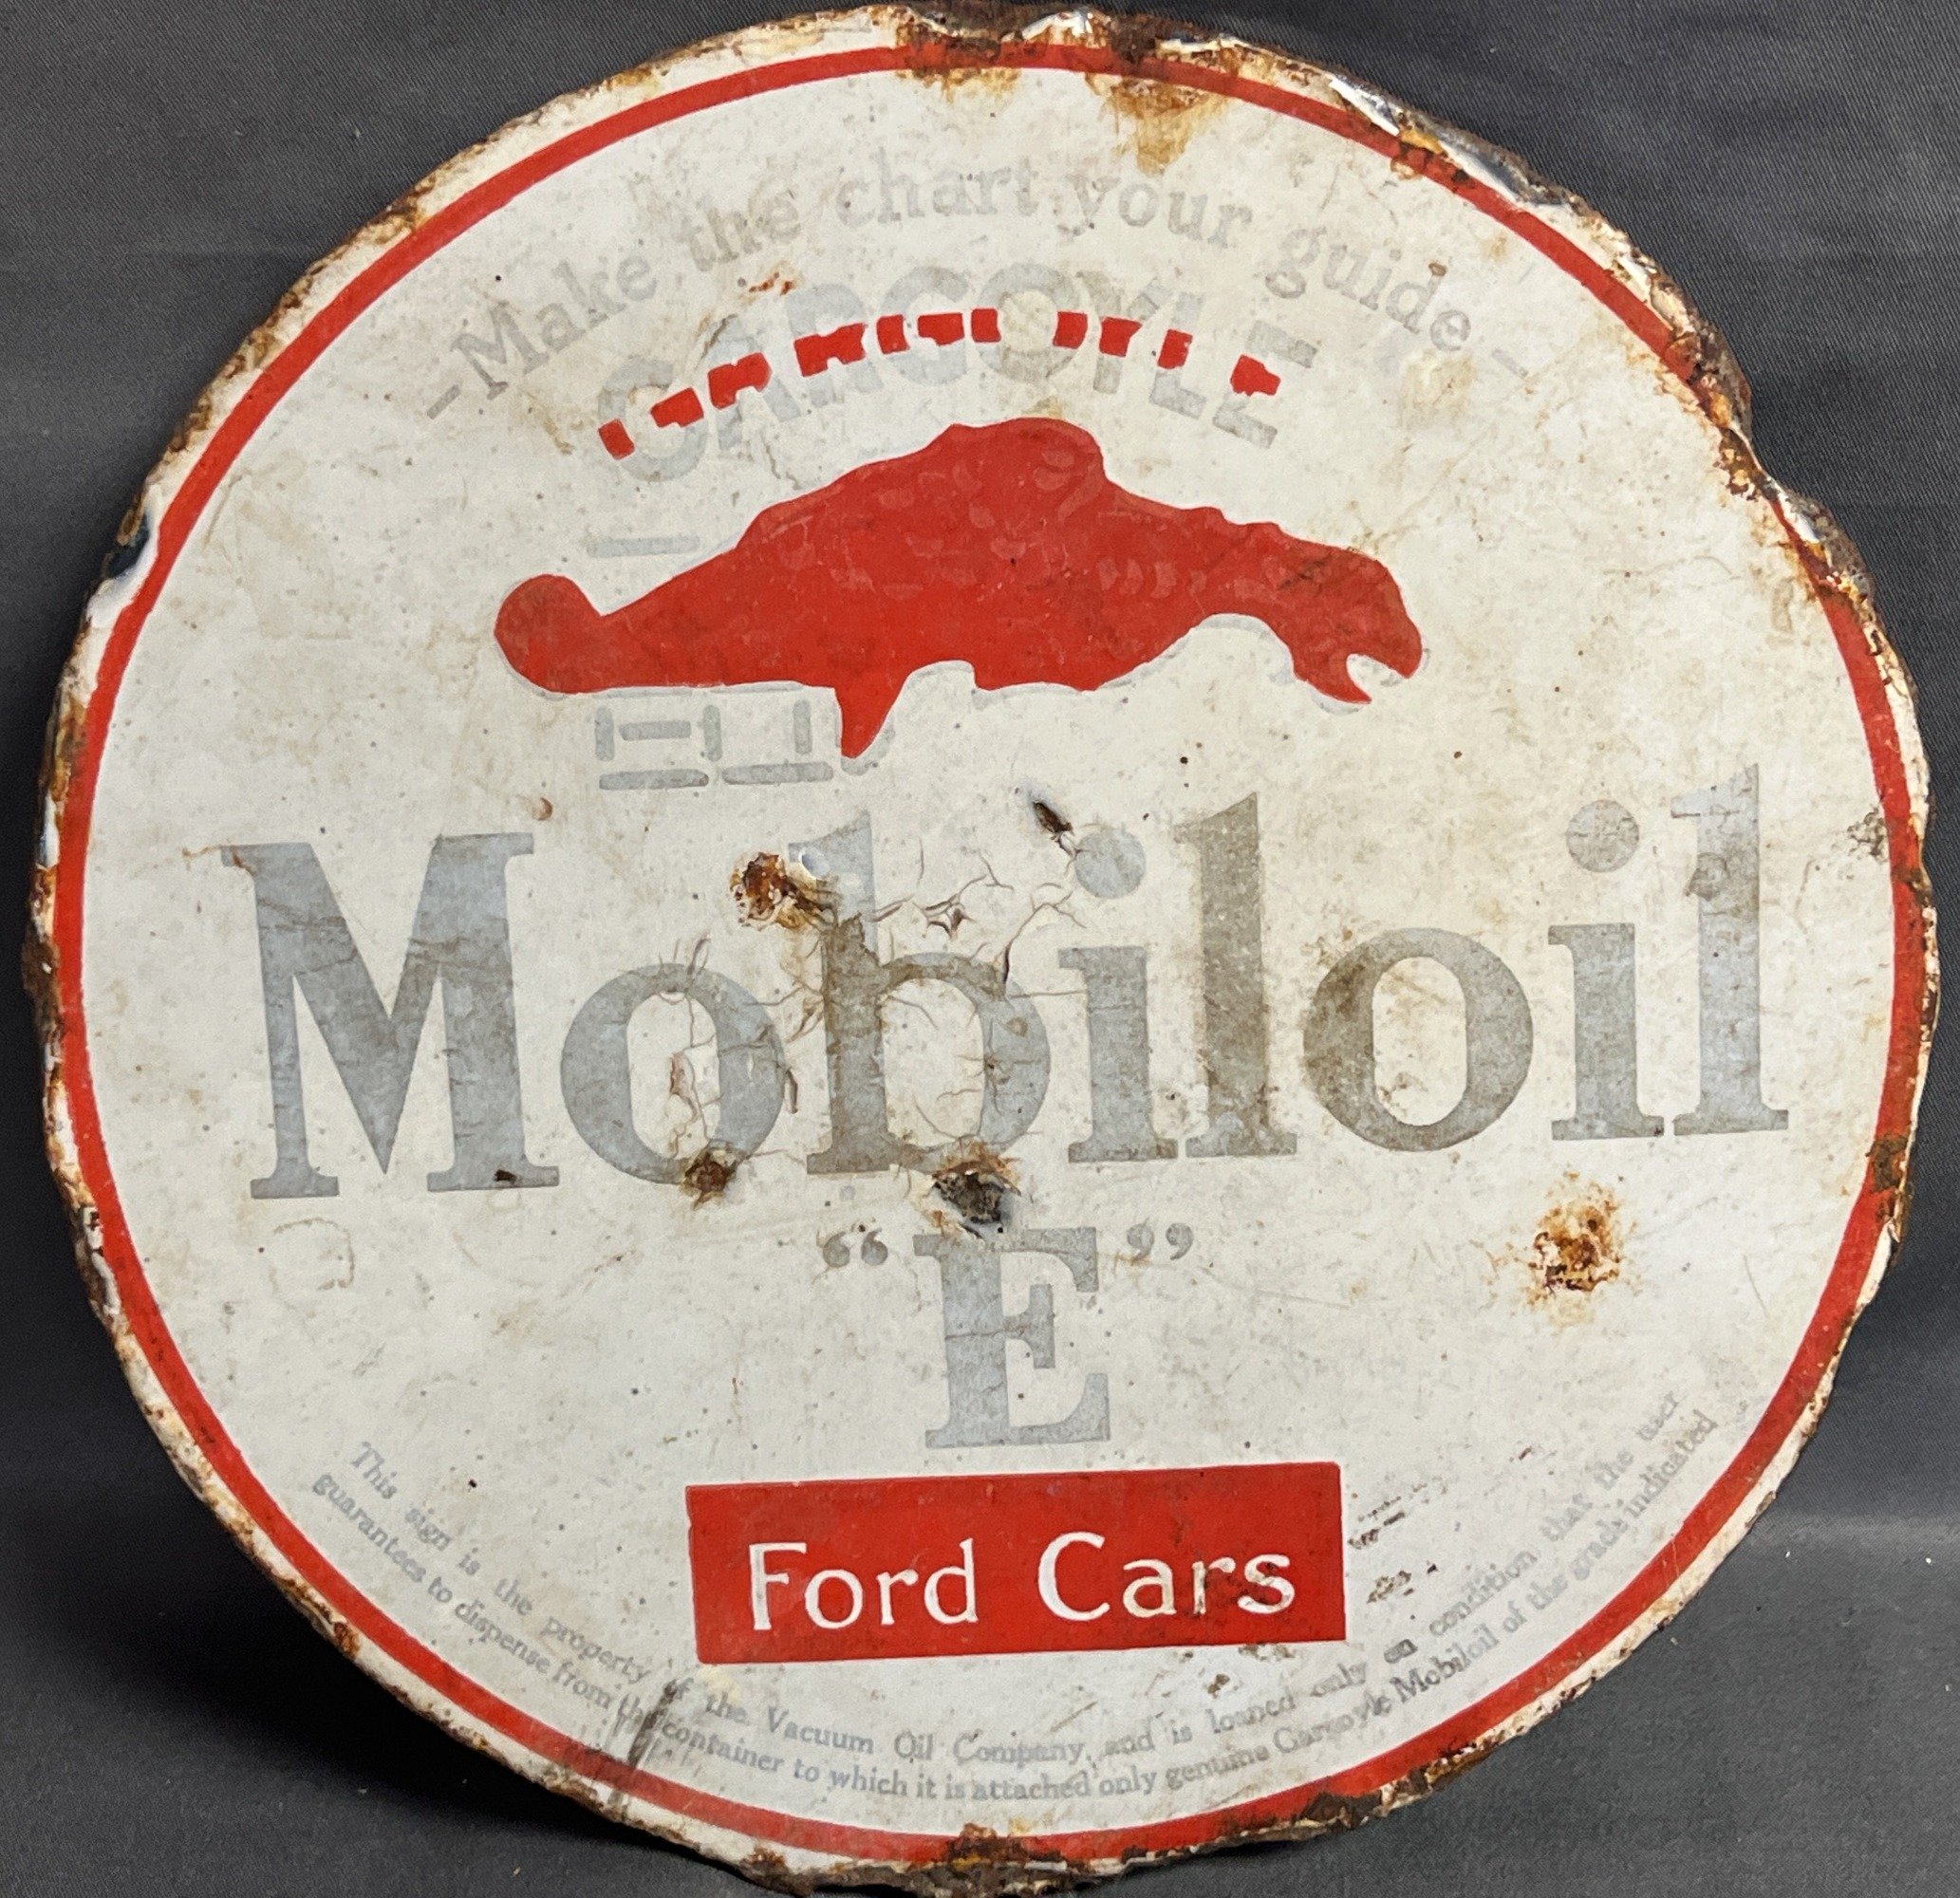 -Make the chart your guide-
GARGOYLE
Mobiloil
“E”
Ford Cars
This sign is the property of the Vacuum Oil Company, and is loaned only on condition that the user
guarantees to dispense from the container to which it is attached only genuine Gargoyle Mobiloil of the grade indicated